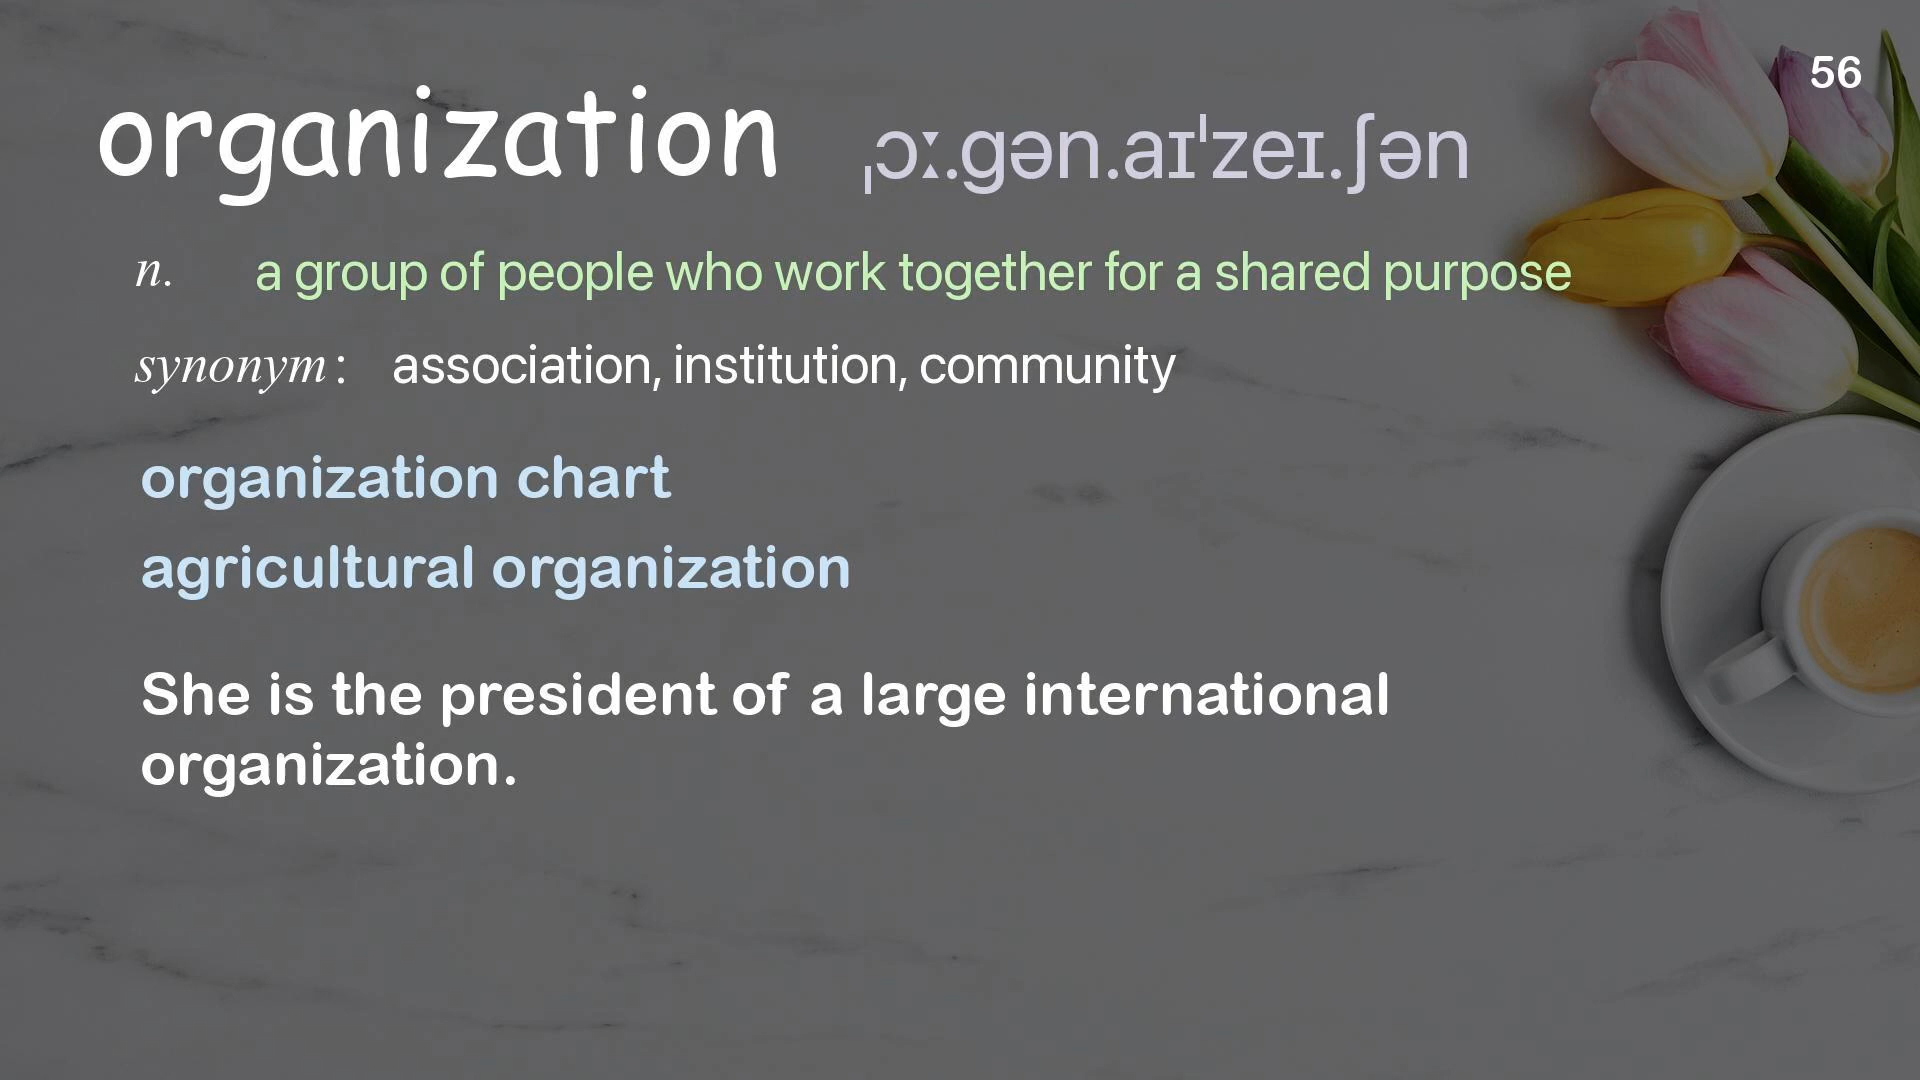 56
organization ˌɔː.ɡən.aɪˈzeɪ.ʃən
n. a group of people who work together for a shared purpose
synonym: association, institution, community
organization chart
agricultural organization
She is the president of a large international
organization.